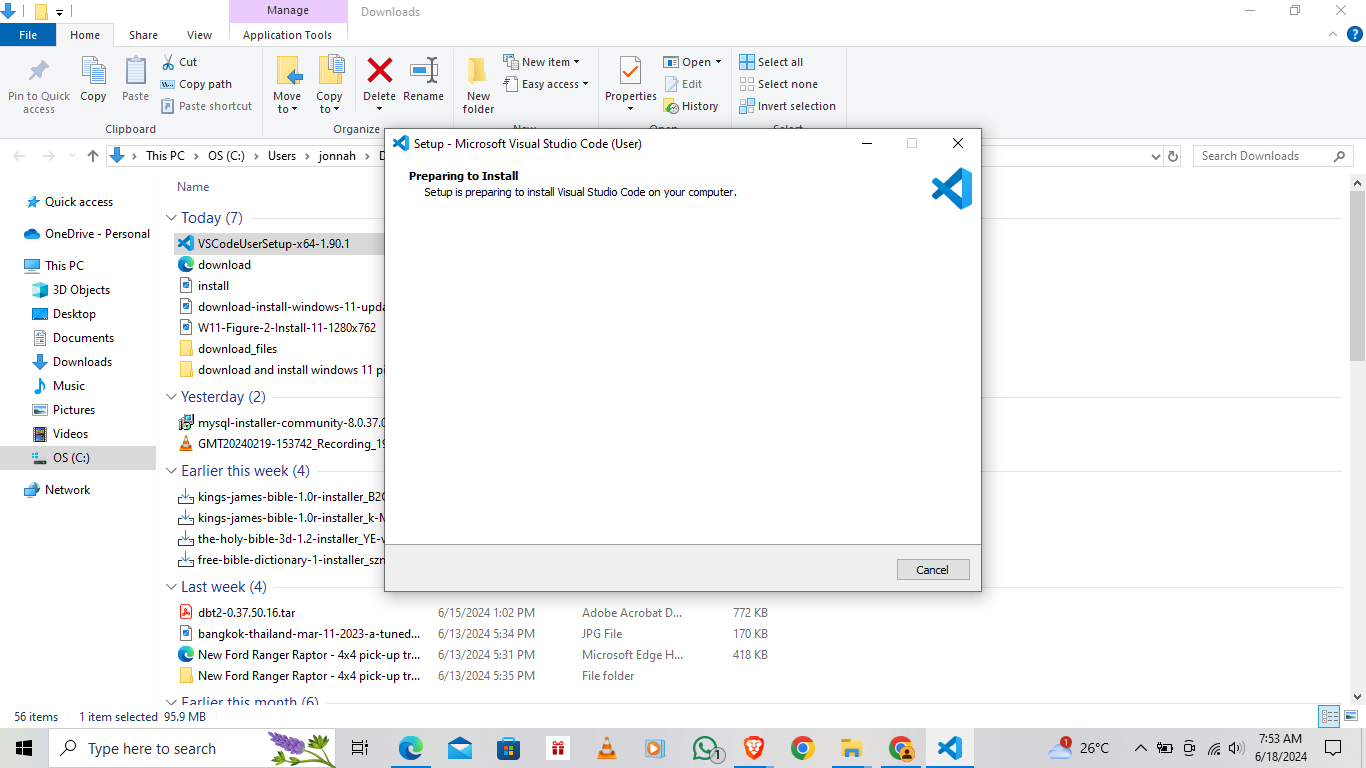 Manage
Downloads
File
Home
Share
View
Application Tools
Pin to Quick access
Copy
Paste
Cut
Copy path
Paste shortcut
Clipboard
Move to
Copy to
Delete
Rename
Organize
New folder
New item
Easy access
Properties
Open
Edit
History
Select all
Select none
Invert selection
This PC
OS (C:)
Users
jonnah
Search Downloads
Setup - Microsoft Visual Studio Code (User)
Preparing to Install
Setup is preparing to install Visual Studio Code on your computer.
Cancel
Quick access
OneDrive - Personal
This PC
3D Objects
Desktop
Documents
Downloads
Music
Pictures
Videos
OS (C:)
Network
Name
Today (7)
VSCodeUserSetup-x64-1.90.1
download
install
download-install-windows-11-upda
W11-Figure-2-Install-11-1280x762
download_files
download and install windows 11 pi
Yesterday (2)
mysql-installer-community-8.0.37.0
GMT20240219-153742_Recording_19
Earlier this week (4)
kings-james-bible-1.0r-installer_B2
kings-james-bible-1.0r-installer_k-
the-holy-bible-3d-1.2-installer_YE-
free-bible-dictionary-1-installer_sz
Last week (4)
dbt2-0.37.50.16.tar 6/15/2024 1:02 PM Adobe Acrobat D... 772 KB
bangkok-thailand-mar-11-2023-a-tuned... 6/13/2024 5:34 PM JPG File 170 KB
New Ford Ranger Raptor - 4x4 pick-up tr... 6/13/2024 5:31 PM Microsoft Edge H... 418 KB
New Ford Ranger Raptor - 4x4 pick-up tr... 6/13/2024 5:35 PM File folder
Earlier this month (6)
56 items 1 item selected 95.9 MB
Type here to search
1
1
26°C
7:53 AM
6/18/2024